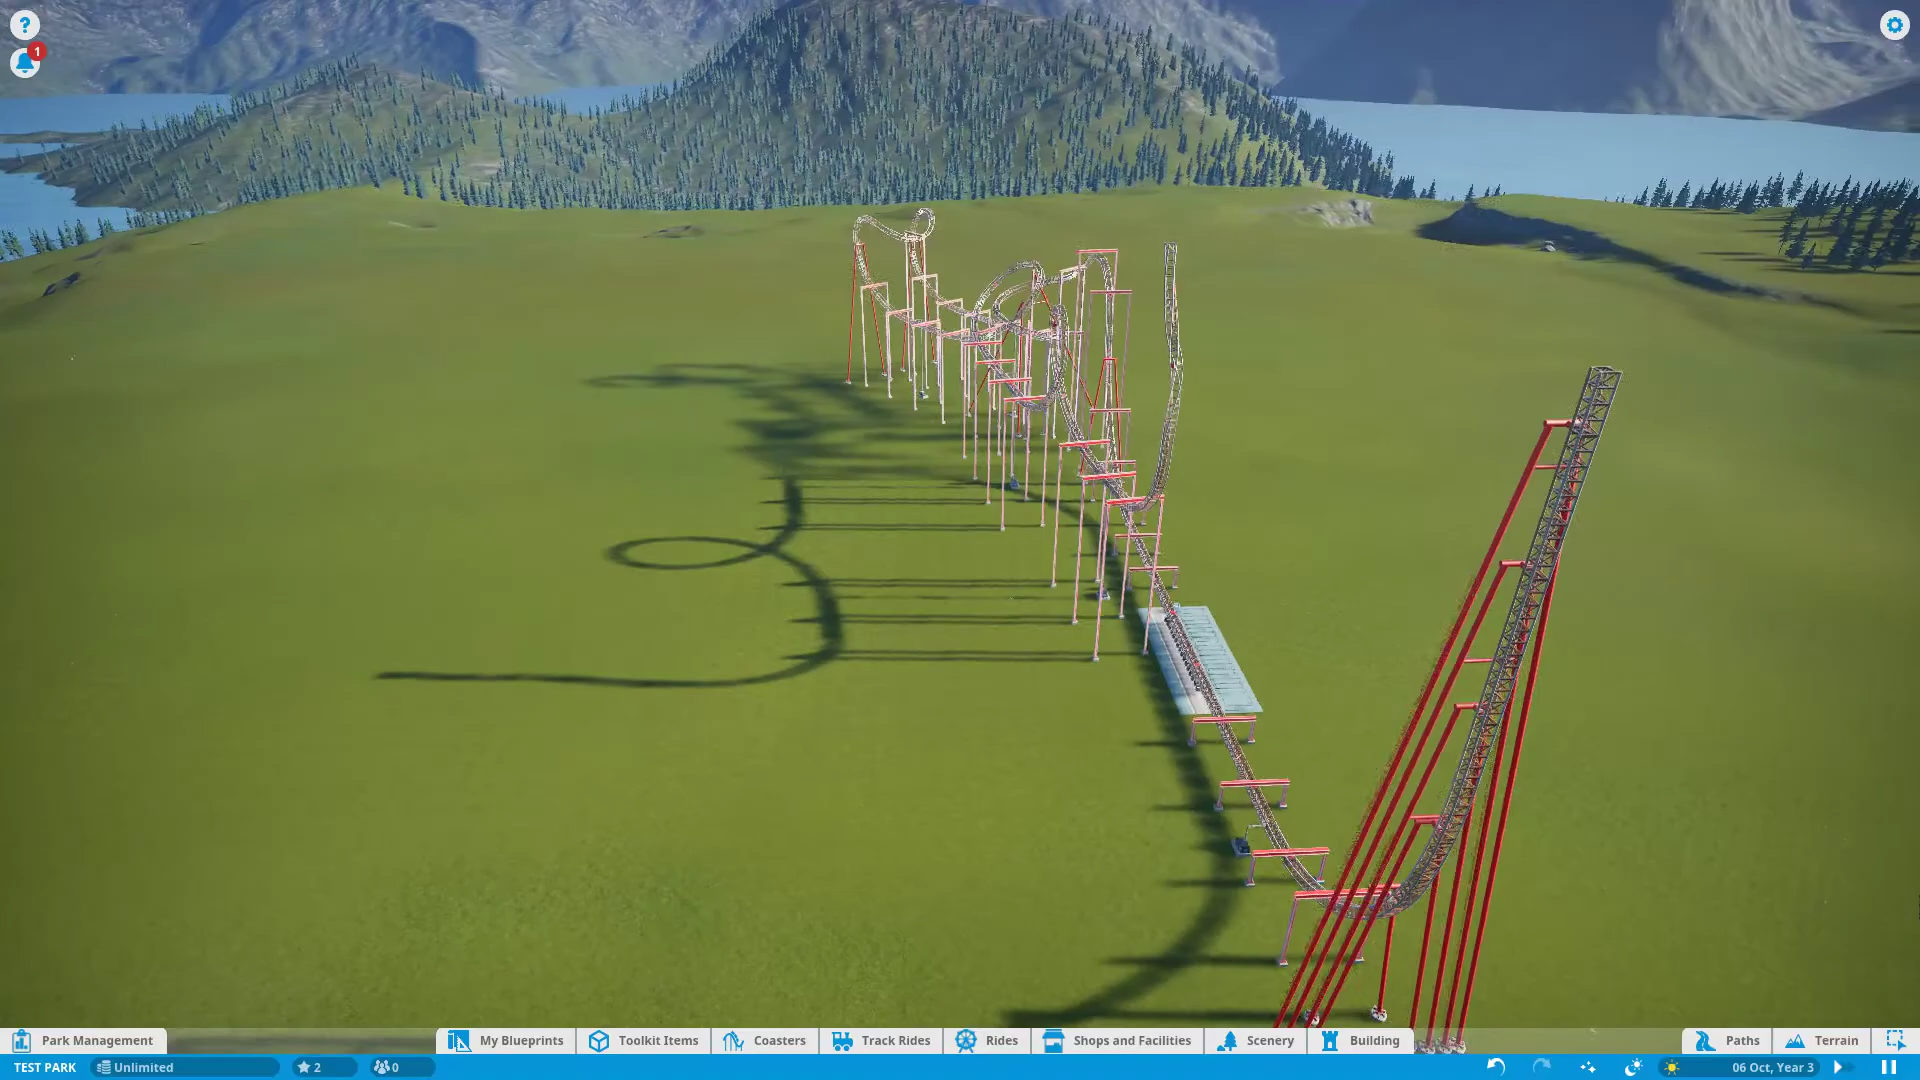 ?
1
Park Management
My Blueprints
Toolkit Items
Coasters
Track Rides
Rides
Shops and Facilities
Scenery
Building
Paths
Terrain
TEST PARK
Unlimited
2
0
06 Oct, Year 3